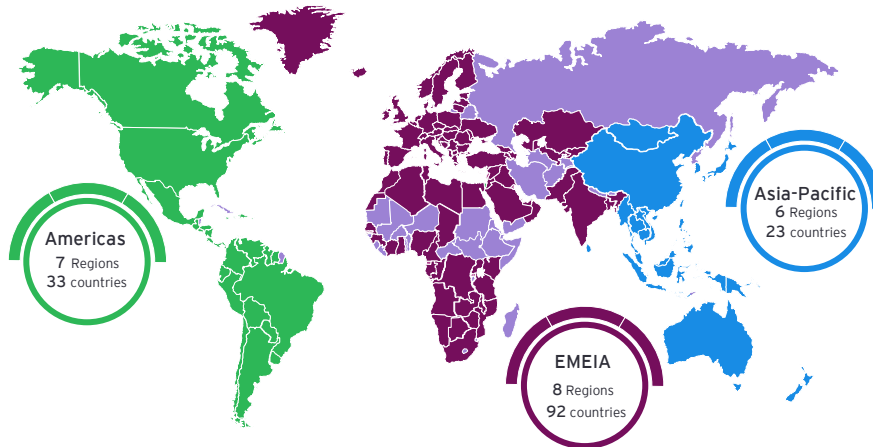 Americas
7 Regions
33 countries
Asia-Pacific
6 Regions
23 countries
EMEIA
8 Regions
92 countries